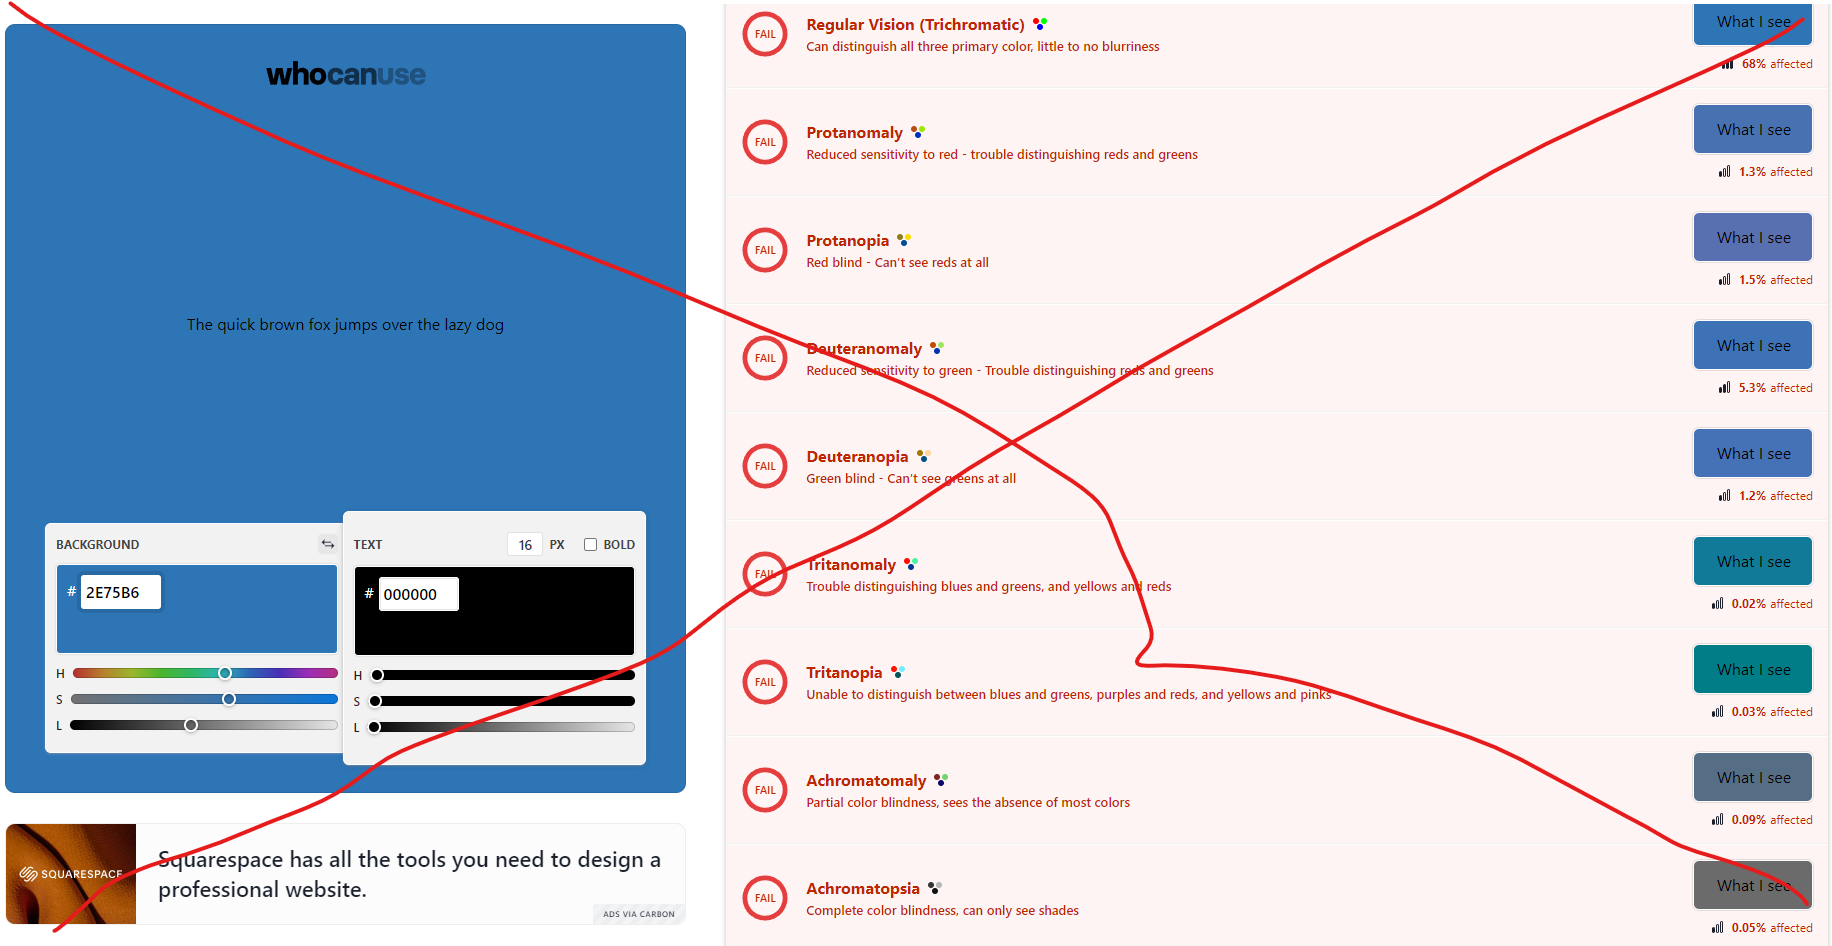 whocanuse
The quick brown fox jumps over the lazy dog
BACKGROUND
# 2E75B6
H
S
L
TEXT 16 PX BOLD
# 000000
H
S
L
SQUARESPACE
Squarespace has all the tools you need to design a
professional website.
ADS VIA CARBON
FAIL
Regular Vision (Trichromatic)
Can distinguish all three primary color, little to no blurriness
What I see
68% affected
FAIL
Protanomaly
Reduced sensitivity to red - trouble distinguishing reds and greens
What I see
1.3% affected
FAIL
Protanopia
Red blind - Can't see reds at all
What I see
1.5% affected
FAIL
Deuteranomaly
Reduced sensitivity to green - Trouble distinguishing reds and greens
What I see
5.3% affected
FAIL
Deuteranopia
Green blind - Can't see greens at all
What I see
1.2% affected
FAIL
Tritanomaly
Trouble distinguishing blues and greens, and yellows and reds
What I see
0.02% affected
FAIL
Tritanopia
Unable to distinguish between blues and greens, purples and reds, and yellows and pinks
What I see
0.03% affected
FAIL
Achromatomaly
Partial color blindness, sees the absence of most colors
What I see
0.09% affected
FAIL
Achromatopsia
Complete color blindness, can only see shades
What I see
0.05% affected